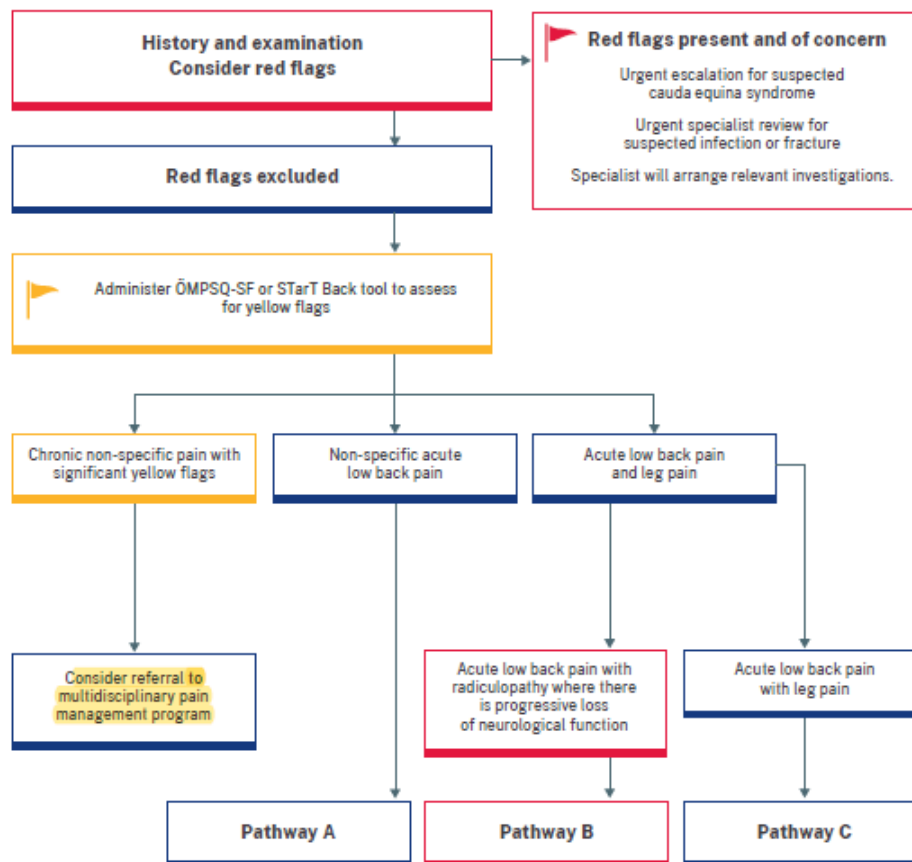 History and examination
Consider red flags
Red flags present and of concern
Urgent escalation for suspected
cauda equina syndrome
Urgent specialist review for
suspected infection or fracture
Specialist will arrange relevant investigations.
Red flags excluded
Administer ÖMPSQ-SF or STarT Back tool to assess
for yellow flags
Chronic non-specific pain with
significant yellow flags
Non-specific acute
low back pain
Acute low back pain
and leg pain
Consider referral to
multidisciplinary pain
management program
Acute low back pain with
radiculopathy where there
is progressive loss
of neurological function
Acute low back pain
with leg pain
Pathway A
Pathway B
Pathway C